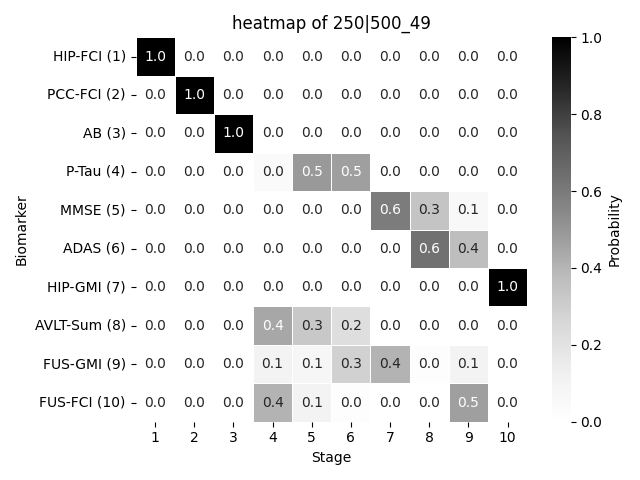 heatmap of 250|500_49
HIP-FCI (1) 1.0 0.0 0.0 0.0 0.0 0.0 0.0 0.0 0.0 0.0
PCC-FCI (2) 0.0 1.0 0.0 0.0 0.0 0.0 0.0 0.0 0.0 0.0
AB (3) 0.0 0.0 1.0 0.0 0.0 0.0 0.0 0.0 0.0 0.0
P-Tau (4) 0.0 0.0 0.0 0.0 0.5 0.5 0.0 0.0 0.0 0.0
MMSE (5) 0.0 0.0 0.0 0.0 0.0 0.0 0.6 0.3 0.1 0.0
ADAS (6) 0.0 0.0 0.0 0.0 0.0 0.0 0.0 0.6 0.4 0.0
HIP-GMI (7) 0.0 0.0 0.0 0.0 0.0 0.0 0.0 0.0 0.0 1.0
AVLT-Sum (8) 0.0 0.0 0.0 0.4 0.3 0.2 0.0 0.0 0.0 0.0
FUS-GMI (9) 0.0 0.0 0.0 0.1 0.1 0.3 0.4 0.0 0.1 0.0
FUS-FCI (10) 0.0 0.0 0.0 0.4 0.1 0.0 0.0 0.0 0.5 0.0
1 2 3 4 5 6 7 8 9 10
Stage
Biomarker
1.0
0.8
0.6
0.4
0.2
0.0
Probability